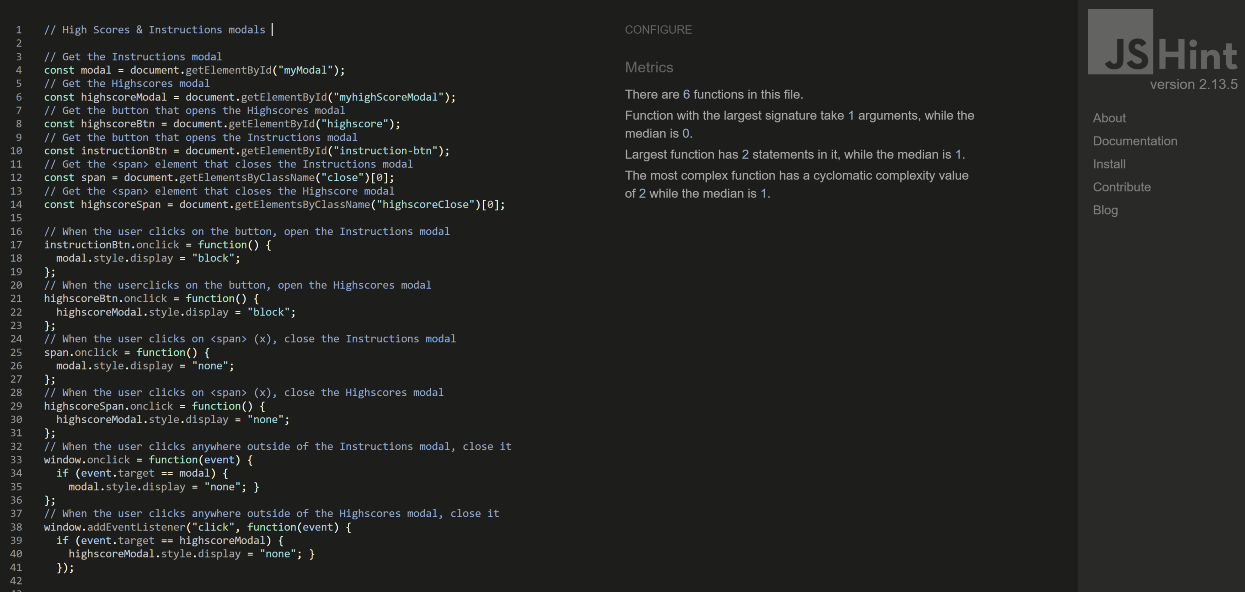 1 // High Scores & Instructions modals
2
3 // Get the Instructions modal
4 const modal = document.getElementById("myModal");
5 // Get the Highscores modal
6 const highscoreModal = document.getElementById("myhighScoreModal");
7 // Get the button that opens the Highscores modal
8 const highscoreBtn = document.getElementById("highscore");
9 // Get the button that opens the Instructions modal
10 const instructionBtn = document.getElementById("instruction-btn");
11 // Get the <span> element that closes the Instructions modal
12 const span = document.getElementsByClassName("close")[0];
13 // Get the <span> element that closes the Highscore modal
14 const highscoreSpan = document.getElementsByClassName("highscoreClose")[0];
15
16 // When the user clicks on the button, open the Instructions modal
17 instructionBtn.onclick = function() {
18   modal.style.display = "block";
19 };
20 // When the userclicks on the button, open the Highscores modal
21 highscoreBtn.onclick = function() {
22   highscoreModal.style.display = "block";
23 };
24 // When the user clicks on <span> (x), close the Instructions modal
25 span.onclick = function() {
26   modal.style.display = "none";
27 };
28 // When the user clicks on <span> (x), close the Highscores modal
29 highscoreSpan.onclick = function() {
30   highscoreModal.style.display = "none";
31 };
32 // When the user clicks anywhere outside of the Instructions modal, close it
33 window.onclick = function(event) {
34   if (event.target == modal) {
35     modal.style.display = "none"; }
36 };
37 // When the user clicks anywhere outside of the Highscores modal, close it
38 window.addEventListener("click", function(event) {
39   if (event.target == highscoreModal) {
40     highscoreModal.style.display = "none"; }
41   });
42
CONFIGURE
Metrics
There are 6 functions in this file.
Function with the largest signature take 1 arguments, while the
median is 0.
Largest function has 2 statements in it, while the median is 1.
The most complex function has a cyclomatic complexity value
of 2 while the median is 1.
JSHint
version 2.13.5
About
Documentation
Install
Contribute
Blog